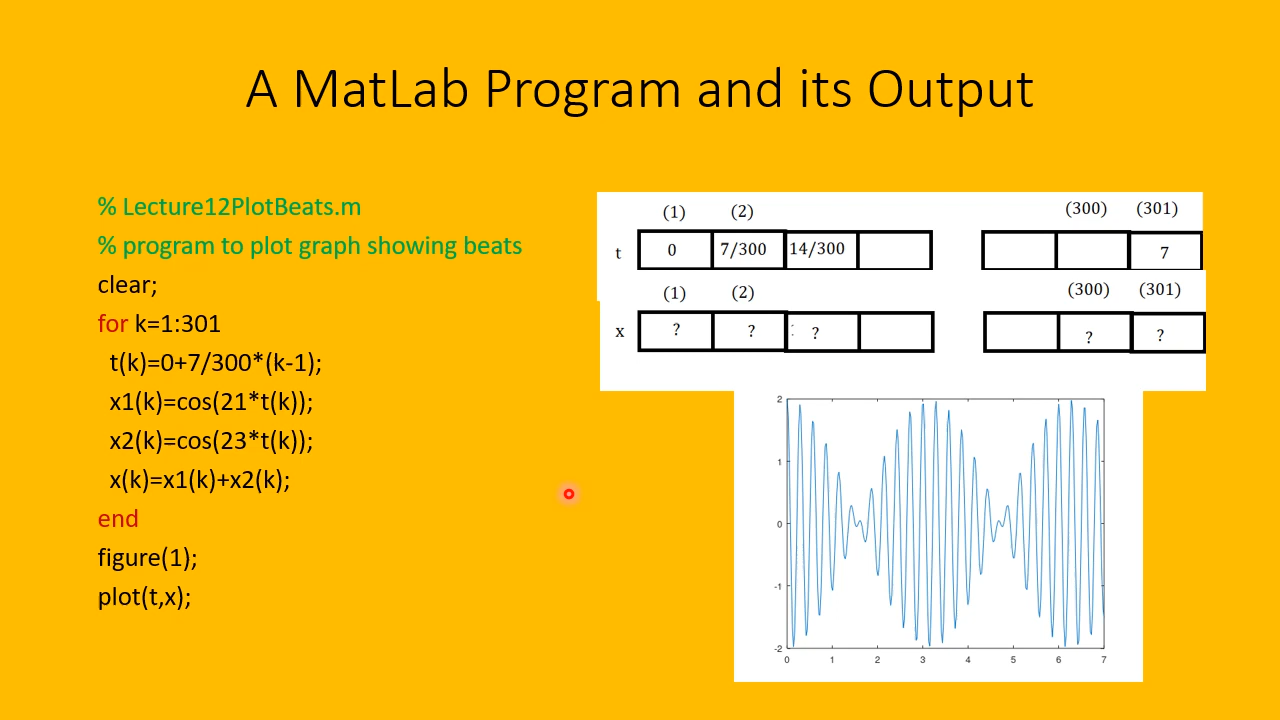 A MatLab Program and its Output
% Lecture12PlotBeats.m
% program to plot graph showing beats
clear;
for k=1:301
t(k)=0+7/300*(k-1);
x1(k)=cos(21*t(k));
x2(k)=cos(23*t(k));
x(k)=x1(k)+x2(k);
end
figure(1);
plot(t,x);
(1) (2) (300) (301)
t 0 7/300 14/300 7
(1) (2) (300) (301)
x ? ? ? ? ?
2
1
0
-1
-2
0 1 2 3 4 5 6 7